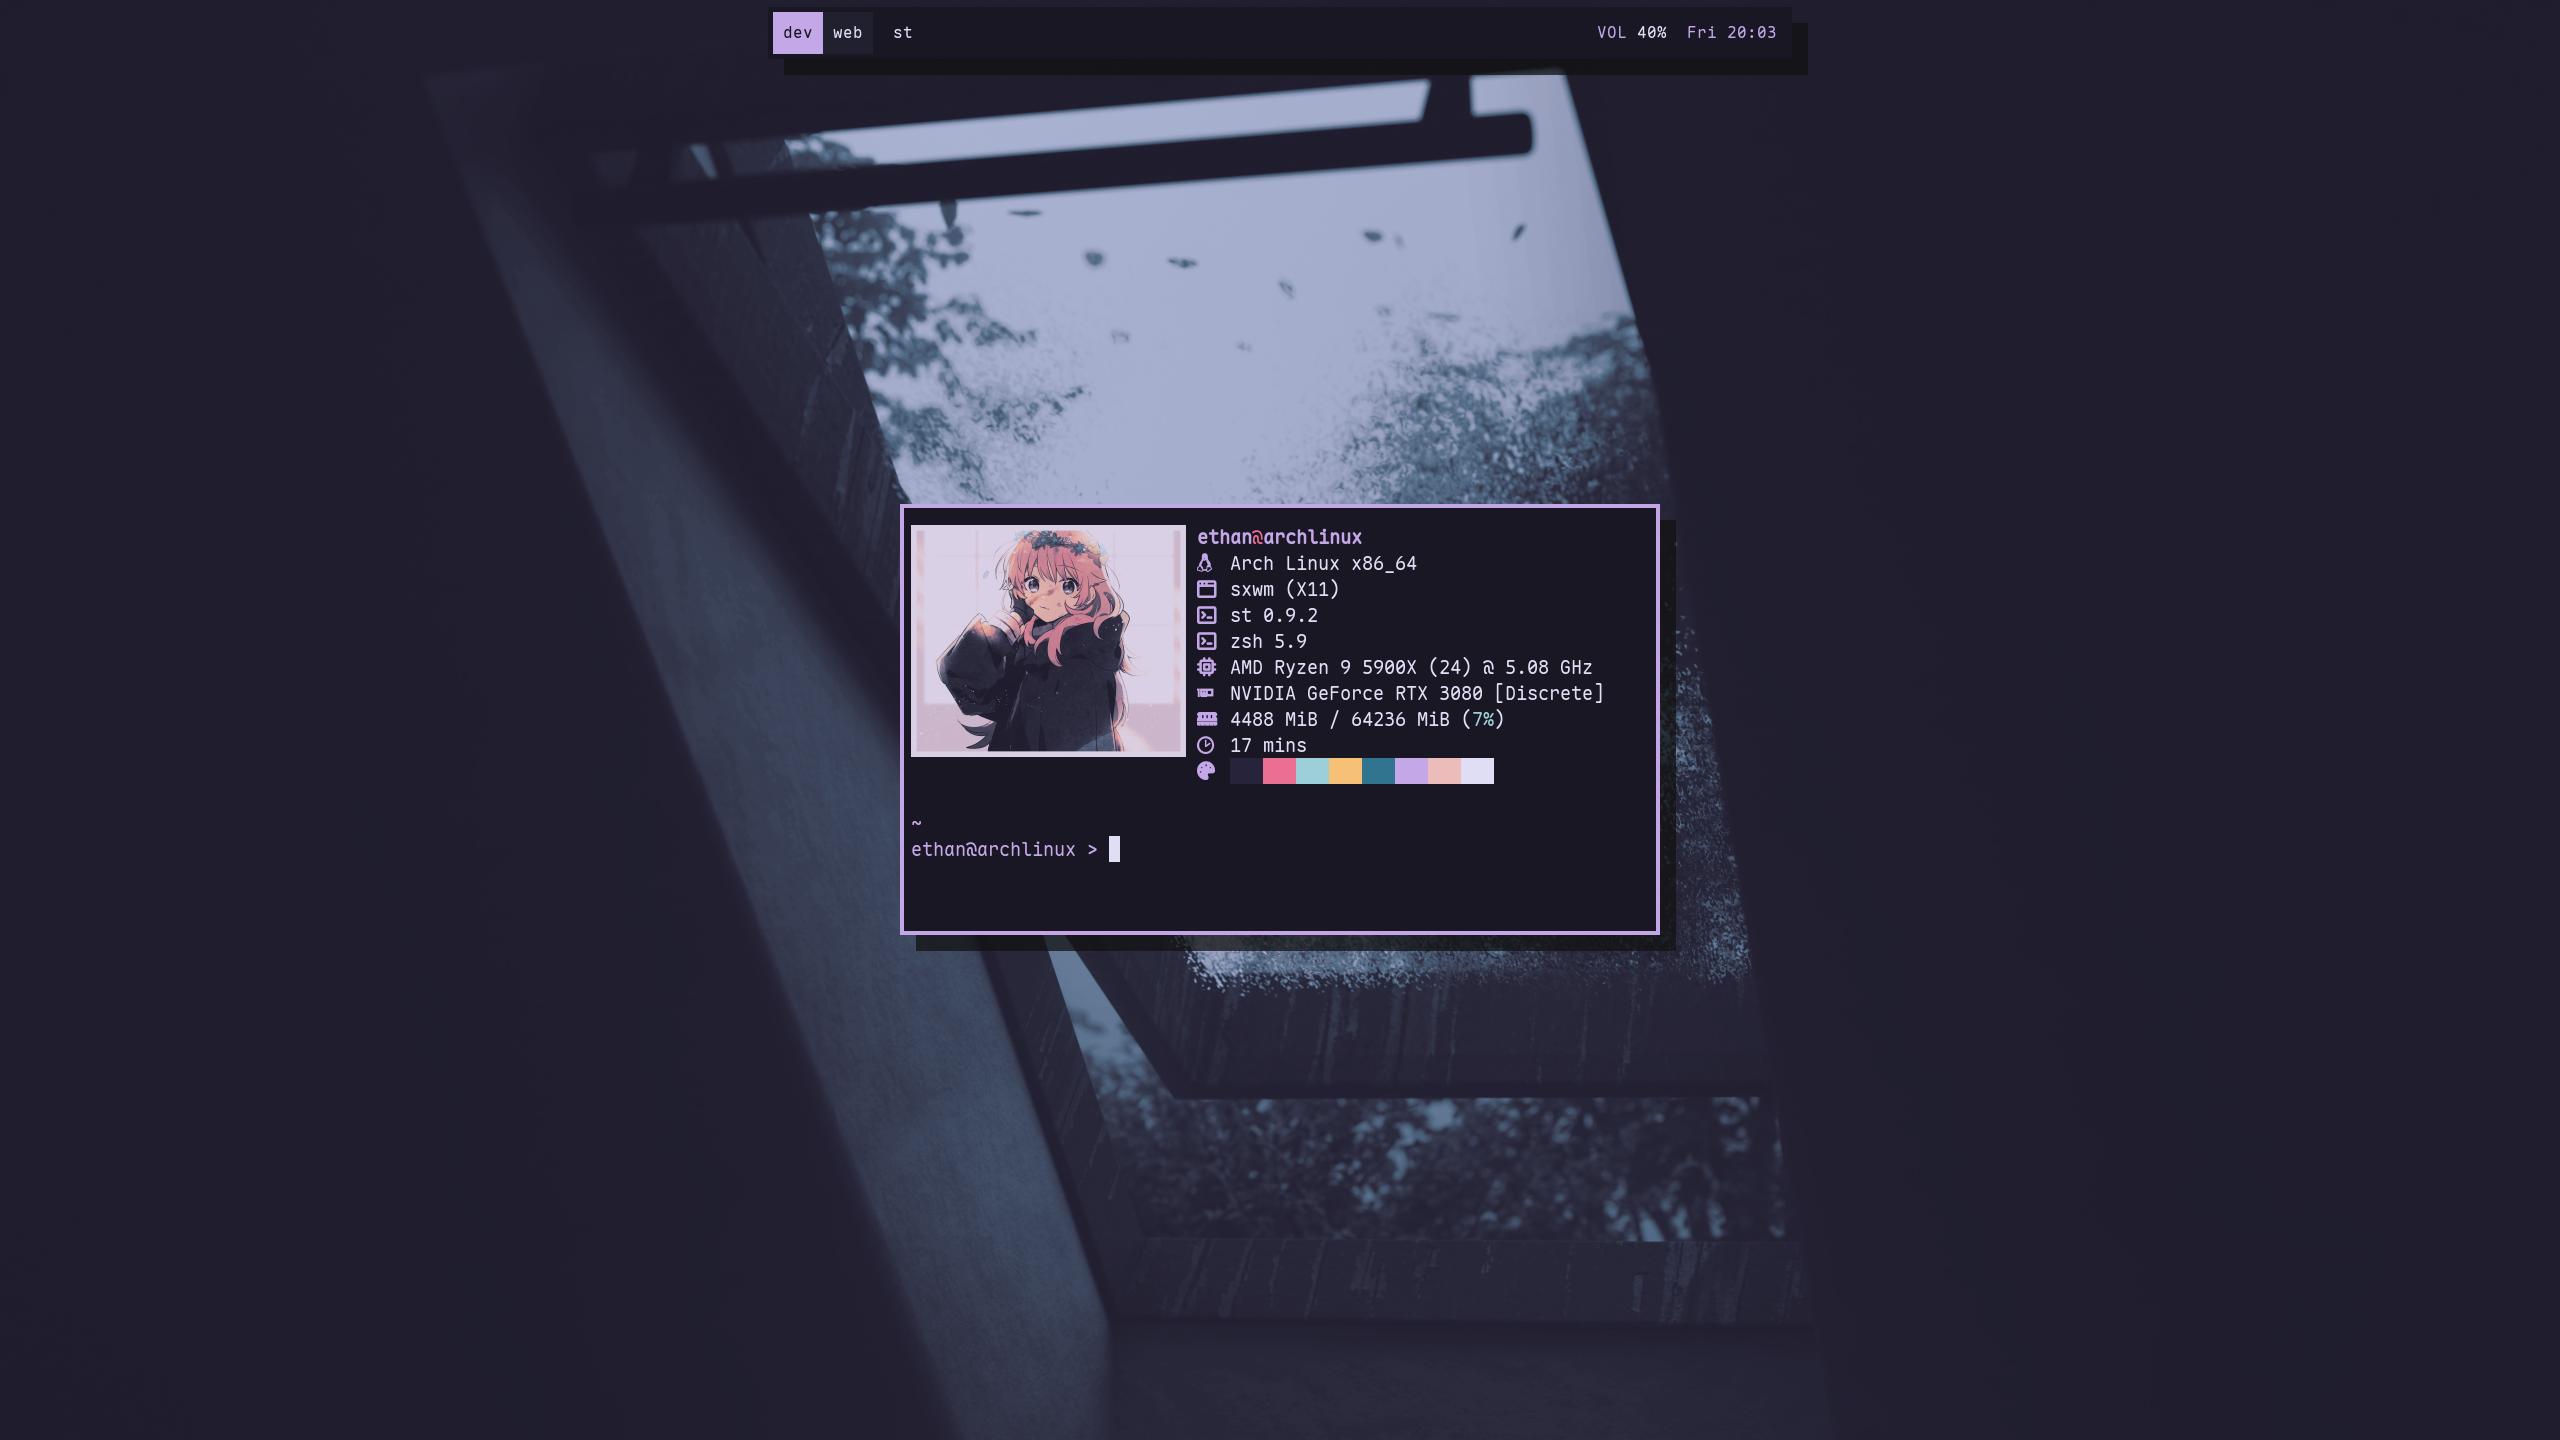 dev web st VOL 40% Fri 20:03
ethan@archlinux
Arch Linux x86_64
sxwm (X11)
st 0.9.2
zsh 5.9
AMD Ryzen 9 5900X (24) @ 5.08 GHz
NVIDIA GeForce RTX 3080 [Discrete]
4488 MiB / 64236 MiB (7%)
17 mins
~
ethan@archlinux >